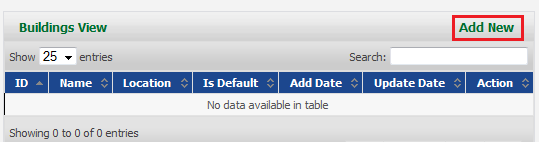 Buildings View Add New
Show 25 entries Search:
ID Name Location Is Default Add Date Update Date Action
No data available in table
Showing 0 to 0 of 0 entries